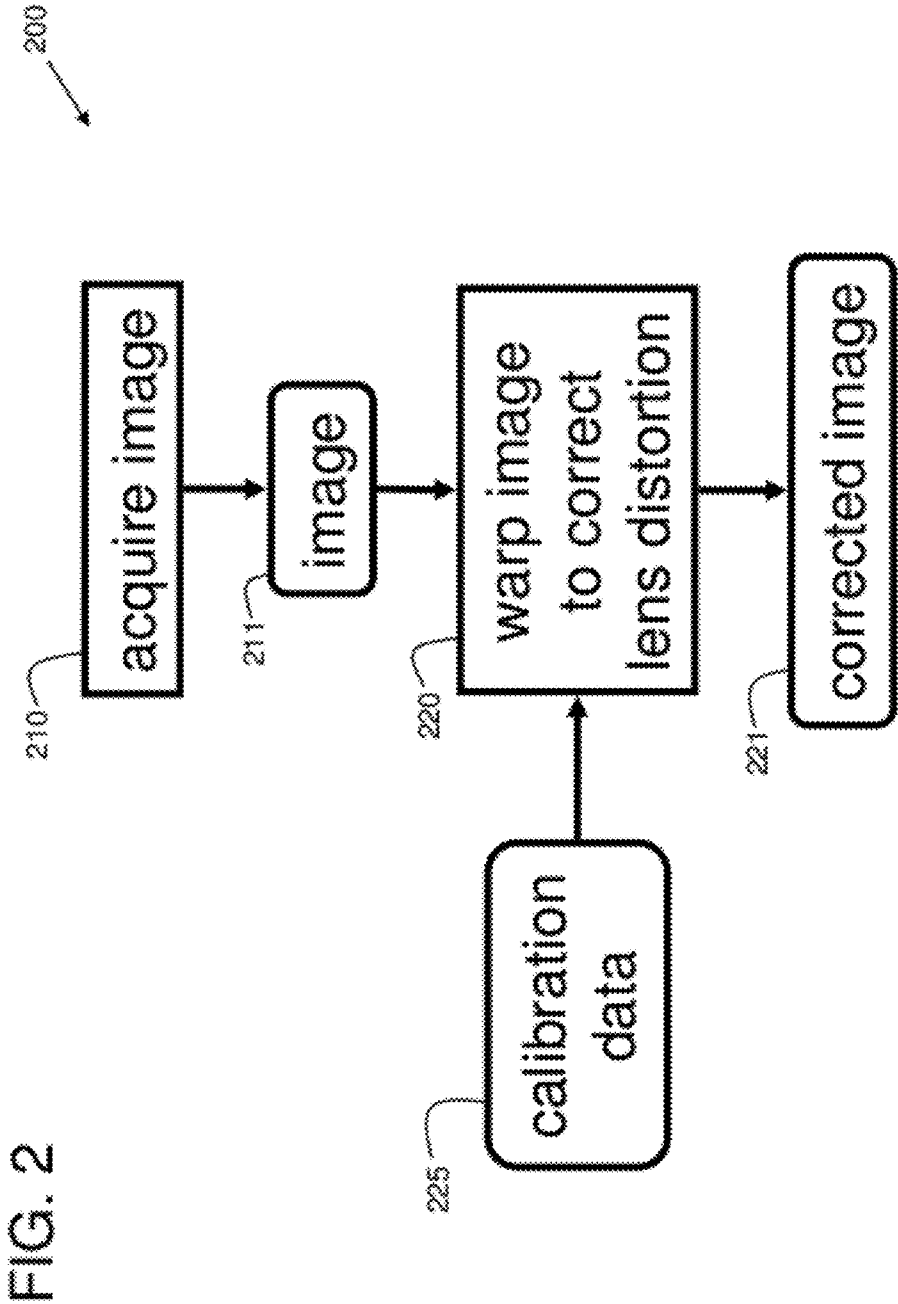 FIG. 2
200
210
acquire image
211
image
220
warp image
to correct
lens distortion
225
calibration
data
221
corrected image